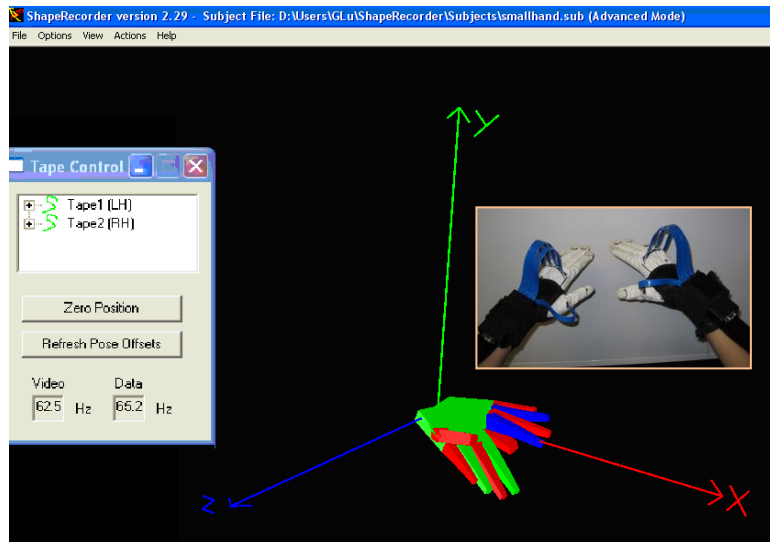 ShapeRecorder version 2.29 - Subject File: D:\Users\GLu\ShapeRecorder\Subjects\smallhand.sub (Advanced Mode)
File Options View Actions Help
Y
Tape Control
Tape1 (LH)
Tape2 (RH)
Zero Position
Refresh Pose Offsets
Video Data
62.5 Hz 65.2 Hz
Z X